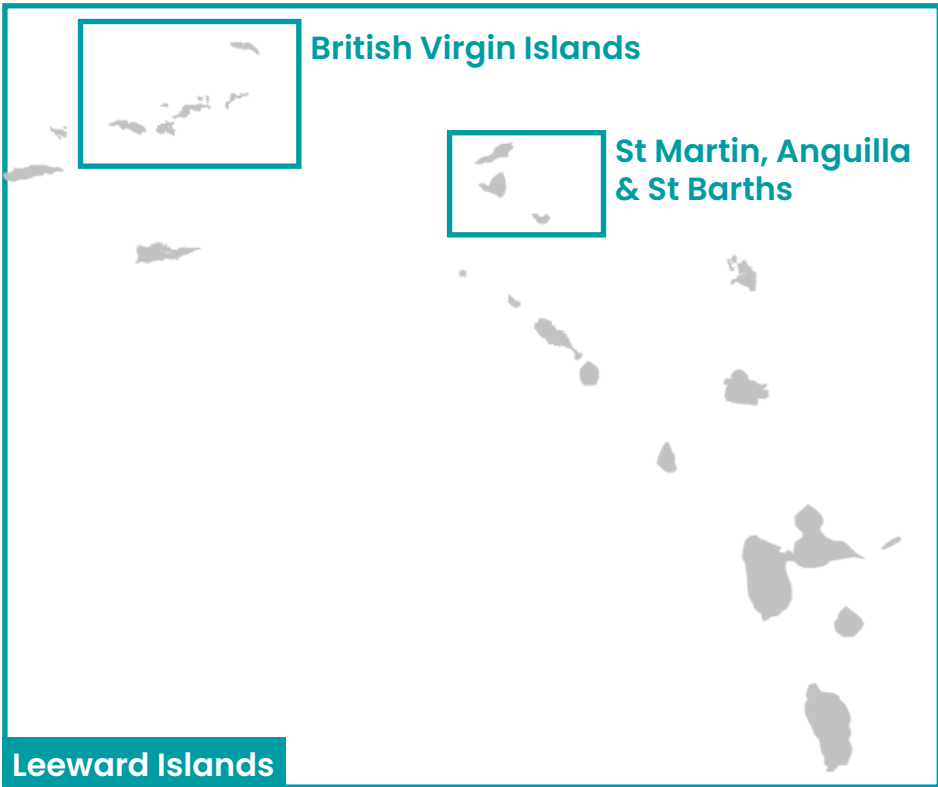 British Virgin Islands
St Martin, Anguilla
& St Barths
Leeward Islands